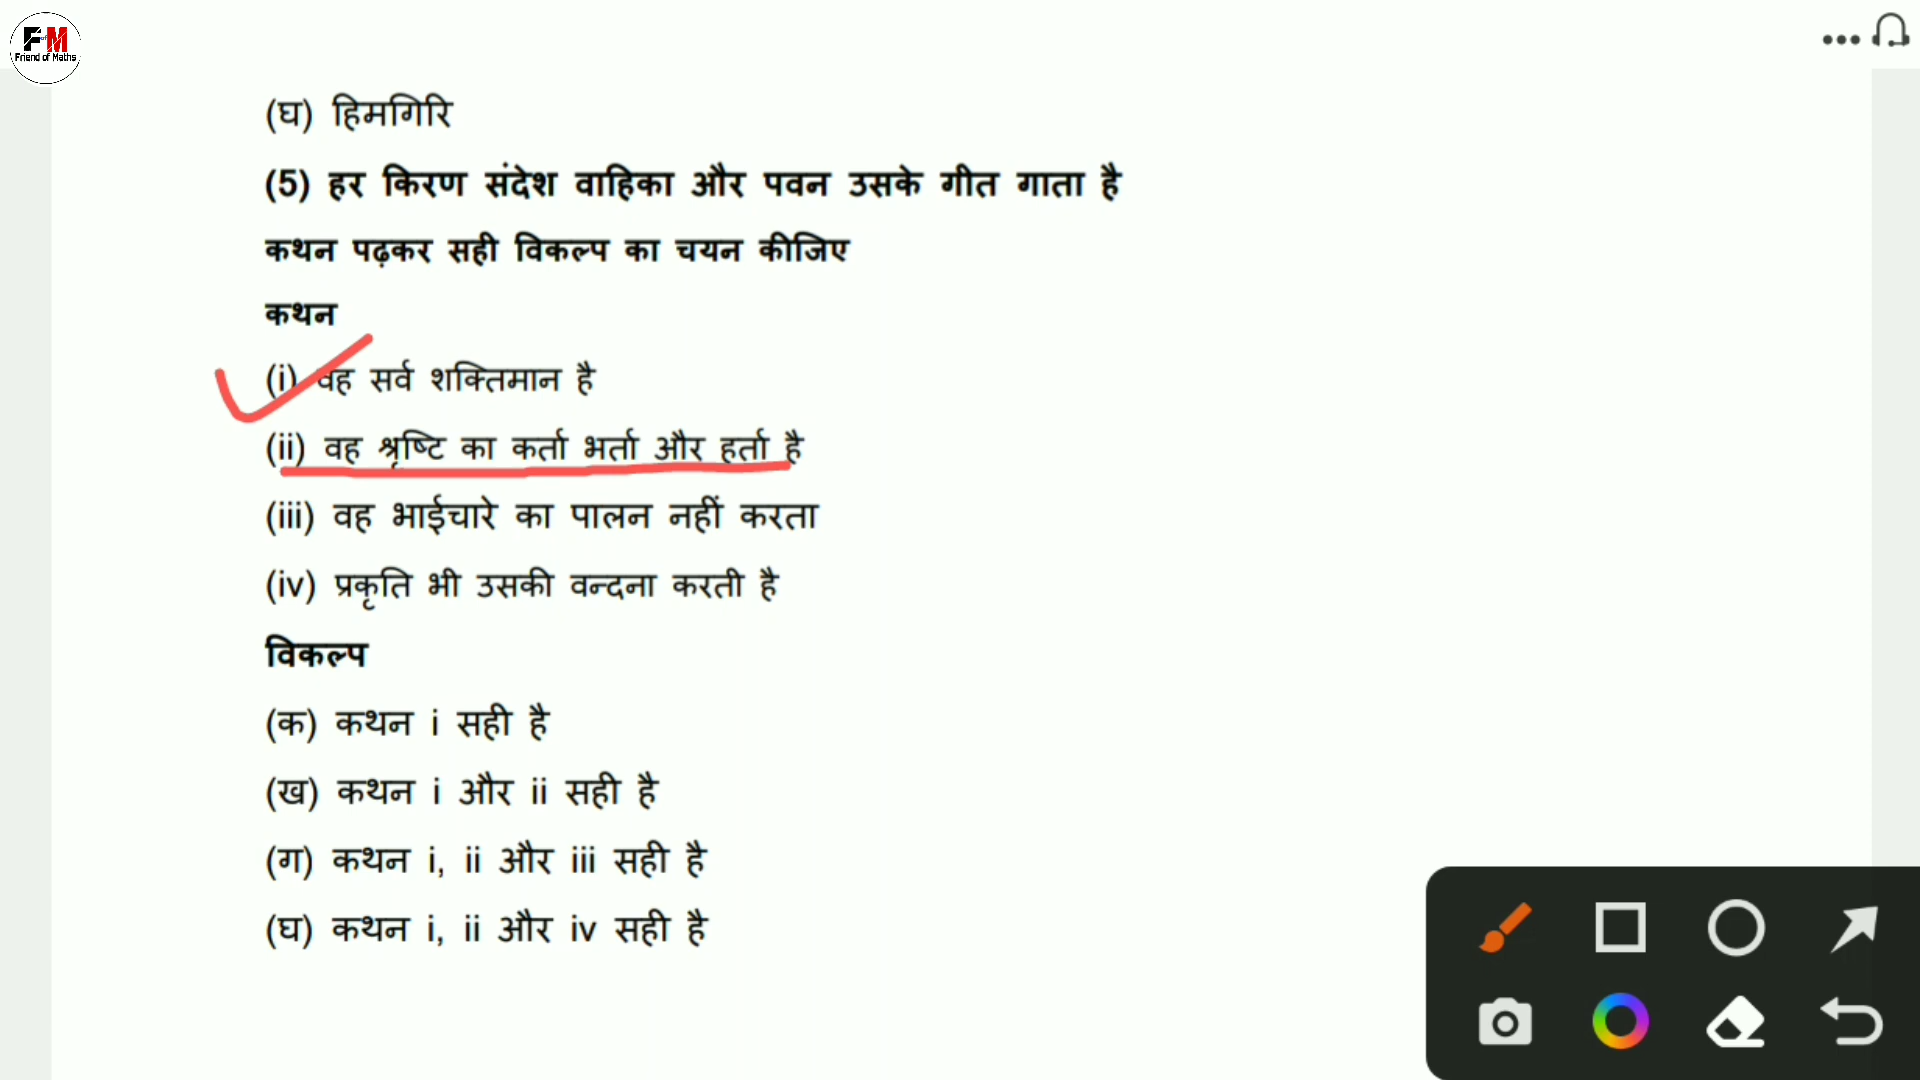 FM
Friend of Maths
(घ) हिमगिरि
(5) हर किरण संदेश वाहिका और पवन उसके गीत गाता है
कथन पढ़कर सही विकल्प का चयन कीजिए
कथन
(i) वह सर्व शक्तिमान है
(ii) वह श्रृष्टि का कर्ता भर्ता और हर्ता है
(iii) वह भाईचारे का पालन नहीं करता
(iv) प्रकृति भी उसकी वन्दना करती है
विकल्प
(क) कथन i सही है
(ख) कथन i और ii सही है
(ग) कथन i, ii और iii सही है
(घ) कथन i, ii और iv सही है